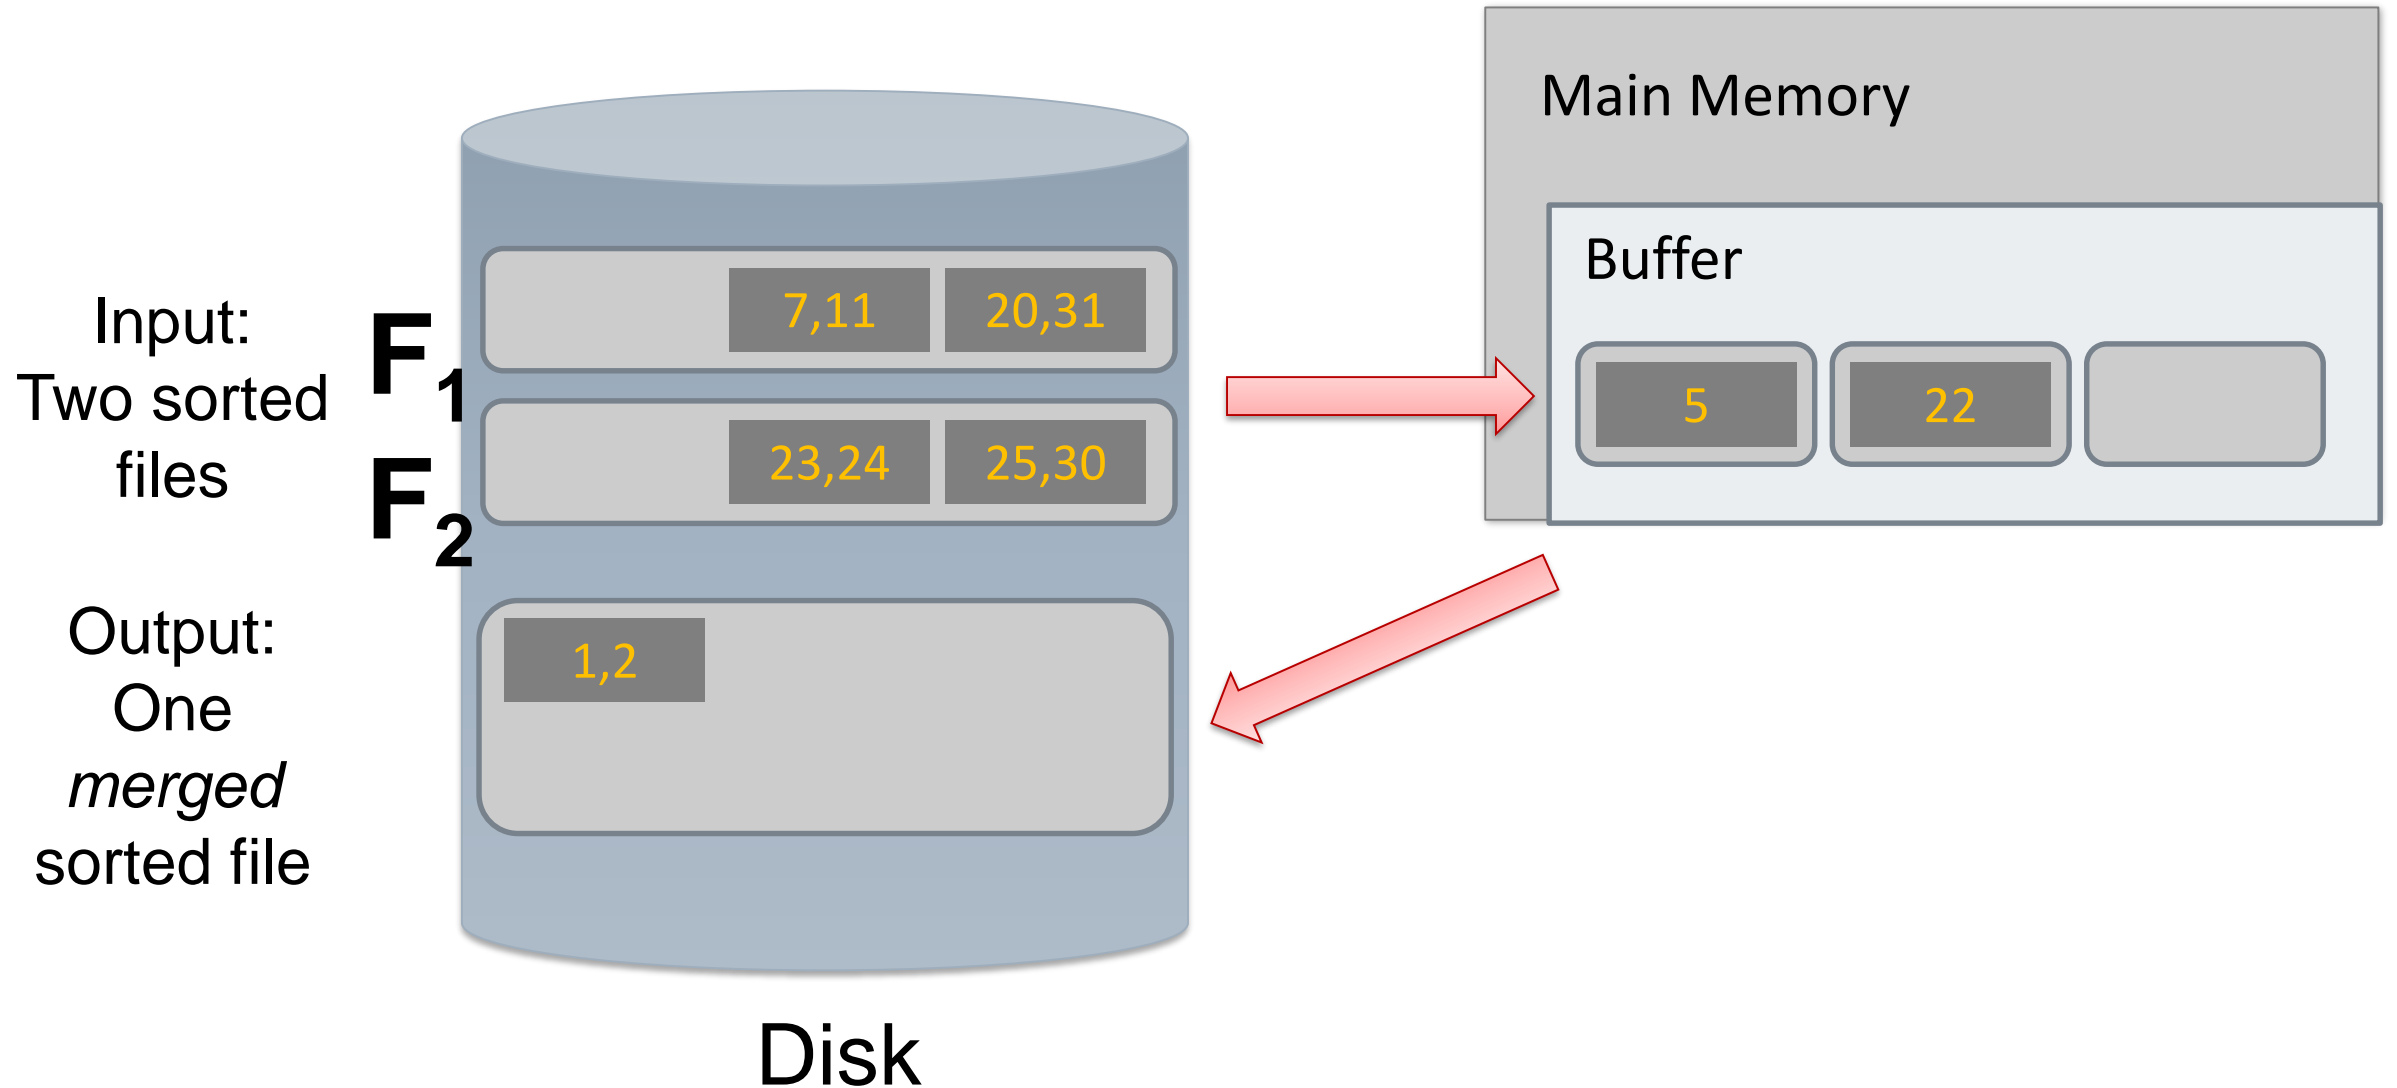 Main Memory
Buffer
Input:
Two sorted
files
F1
7,11 20,31
F2
23,24 25,30
5 22
Output:
One
merged
sorted file
1,2
Disk